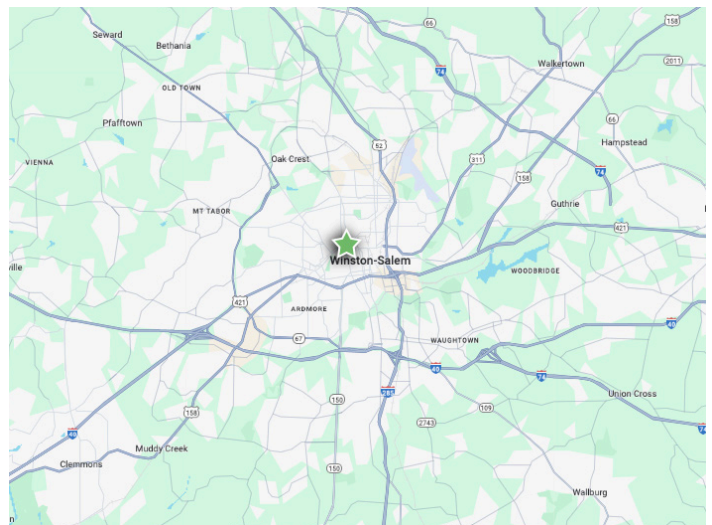 66
158
Seward
Bethania
74
Walkertown
2011
OLD TOWN
Pfafftown
66
52
Hampstead
VIENNA
Oak Crest
311
158
74
Guthrie
MT TABOR
421
Winston-Salem
ville
WOODBRIDGE
421
ARDMORE
40
67
WAUGHTOWN
40
74
285
150
Union Cross
158
109
2743
74
40
Muddy Creek
Clemmons
150
Wallburg
n